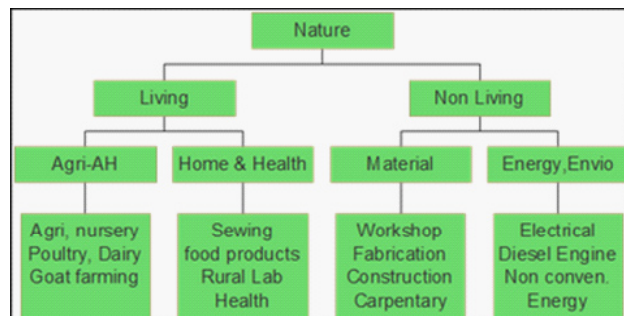 Nature
Living
Non Living
Agri-AH
Home & Health
Material
Energy,Envio
Agri, nursery
Poultry, Dairy
Goat farming
Sewing
food products
Rural Lab
Health
Workshop
Fabrication
Construction
Carpentary
Electrical
Diesel Engine
Non conven.
Energy